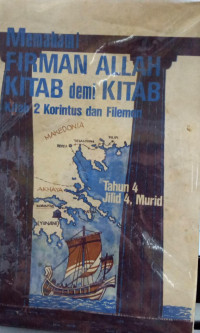 Memahami
FIRMAN ALLAH
KITAB demi KITAB
Kitab 2 Korintus dan Filemon
MAKEDONIA
AKHAYA
Tahun 4
Jilid 4, Murid